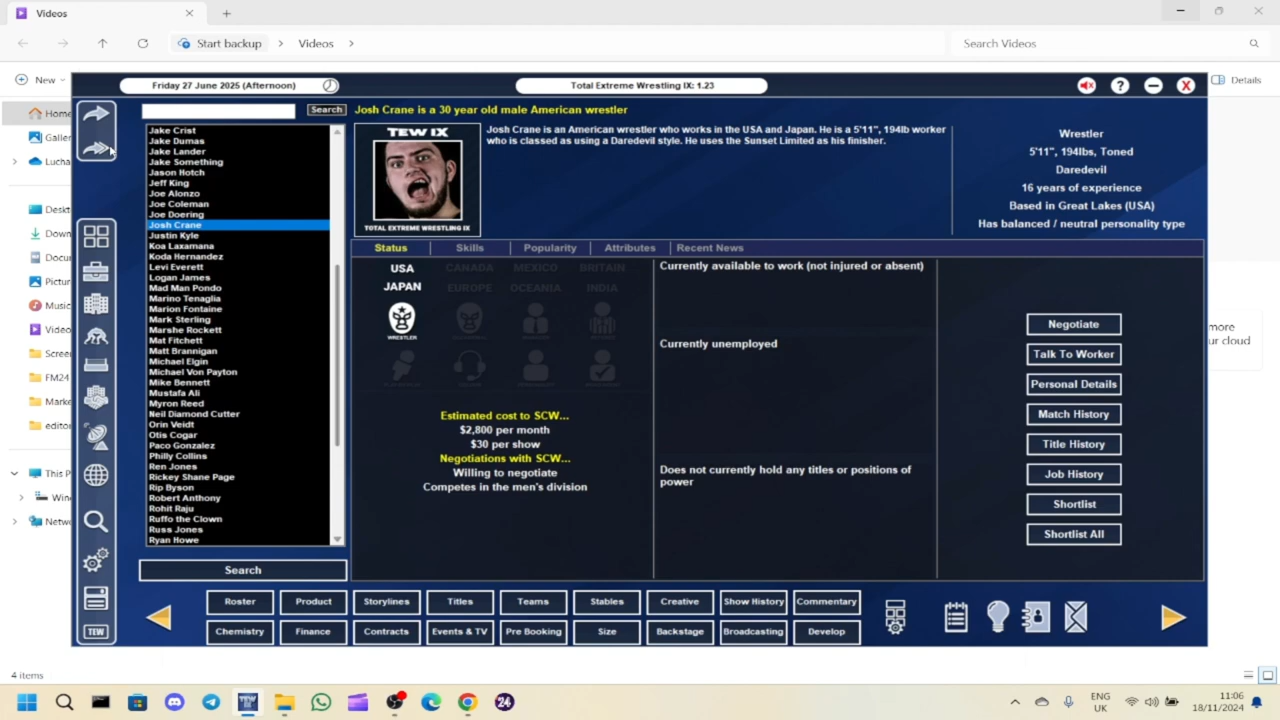 Videos
Start backup
Videos
Search Videos
New
Home
Details
Friday 27 June 2025 (Afternoon)
Total Extreme Wrestling IX: 1.23
Search
Josh Crane is a 30 year old male American wrestler
Jake Crist
Jake Dumas
Jake Lander
Jake Something
Jason Hotch
Jeff King
Joe Alonzo
Joe Coleman
Joe Doering
Josh Crane
Justin Kyle
Koa Laxamana
Koda Hernandez
Levi Everett
Logan James
Mad Man Pondo
Marino Tenaglia
Marion Fontaine
Mark Sterling
Marshe Rockett
Mat Fitchett
Matt Brannigan
Michael Elgin
Michael Von Payton
Mike Bennett
Mustafa Ali
Myron Reed
Neil Diamond Cutter
Orin Veidt
Otis Cogar
Paco Gonzalez
Philly Collins
Ren Jones
Rickey Shane Page
Rip Byson
Robert Anthony
Rohit Raju
Ruffo the Clown
Russ Jones
Ryan Howe
Search
TEW IX
TOTAL EXTREME WRESTLING IX
Josh Crane is an American wrestler who works in the USA and Japan. He is a 5'11", 194lb worker
who is classed as using a Daredevil style. He uses the Sunset Limited as his finisher.
Wrestler
5'11", 194lbs, Toned
Daredevil
16 years of experience
Based in Great Lakes (USA)
Has balanced / neutral personality type
Status
Skills
Popularity
Attributes
Recent News
USA
CANADA
MEXICO
BRITAIN
JAPAN
EUROPE
OCEANIA
INDIA
WRESTLER
Estimated cost to SCW...
$2,800 per month
$30 per show
Negotiations with SCW...
Willing to negotiate
Competes in the men's division
Currently available to work (not injured or absent)
Currently unemployed
Does not currently hold any titles or positions of
power
Negotiate
Talk To Worker
Personal Details
Match History
Title History
Job History
Shortlist
Shortlist All
Roster
Product
Storylines
Titles
Teams
Stables
Creative
Show History
Commentary
Chemistry
Finance
Contracts
Events & TV
Pre Booking
Size
Backstage
Broadcasting
Develop
TEW
Galler
Lucha
Deskt
Down
Docu
Pictur
Music
Video
Scree
FM24
Marke
editor
This P
Wind
Netwo
more
ur cloud
4 items
TEW
24
ENG
UK
11:06
18/11/2024